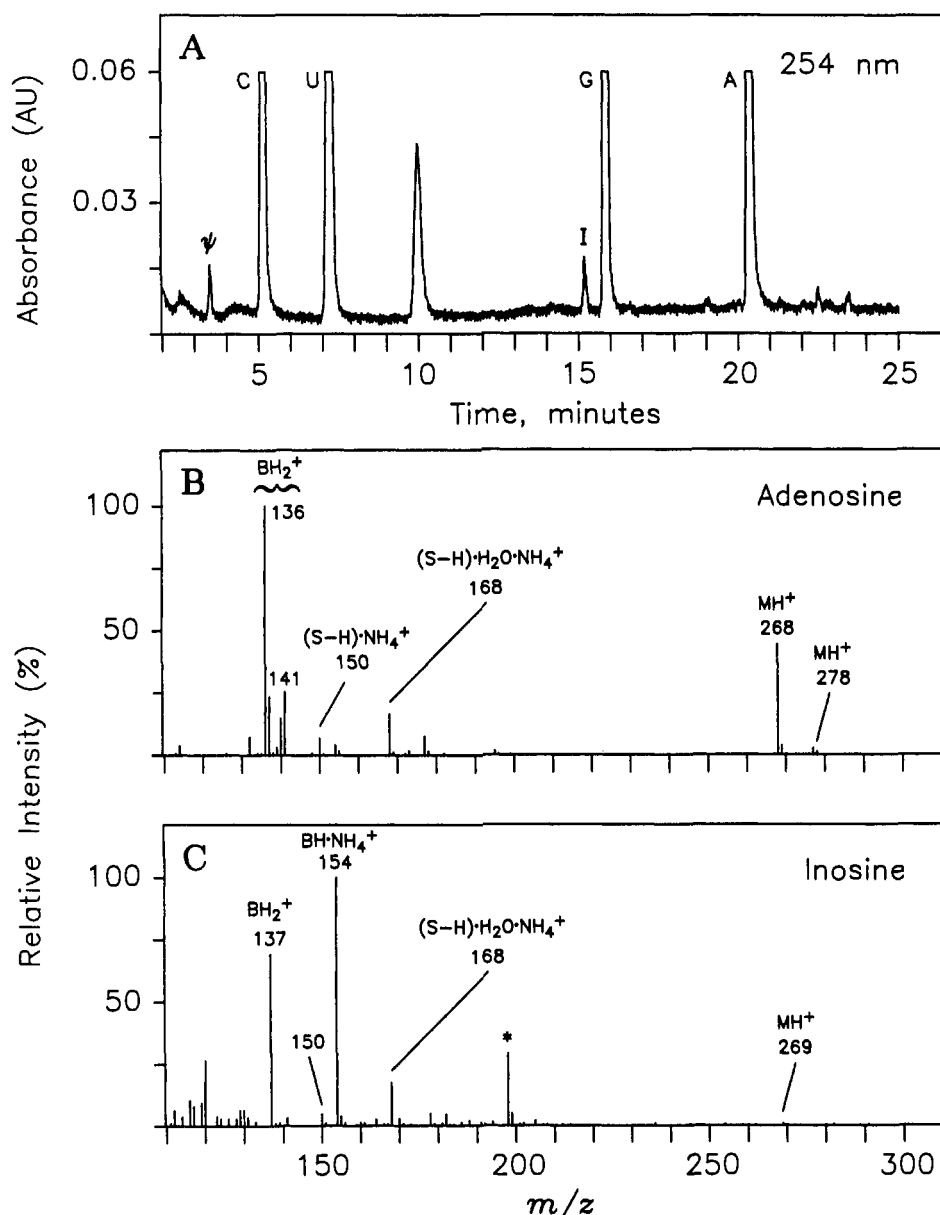 A
254 nm
Absorbance (AU)
0.06
0.03
ψ
C
U
I
G
A
5
10
15
20
25
Time, minutes
B
Adenosine
Relative Intensity (%)
100
50
BH₂⁺
136
141
(S–H)·NH₄⁺
150
(S–H)·H₂O·NH₄⁺
168
MH⁺
268
MH⁺
278
C
Inosine
100
50
BH₂⁺
137
150
BH·NH₄⁺
154
(S–H)·H₂O·NH₄⁺
168
*
MH⁺
269
150
200
250
300
m/z